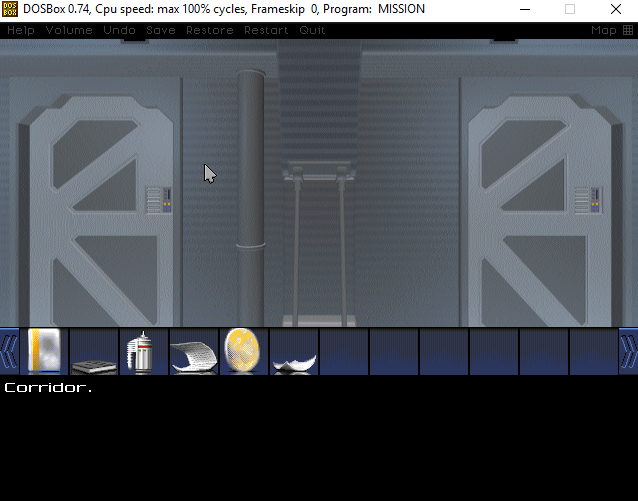 DOSBox 0.74, Cpu speed: max 100% cycles, Frameskip 0, Program: MISSION
Help Volume Undo Save Restore Restart Quit Map
Corridor.